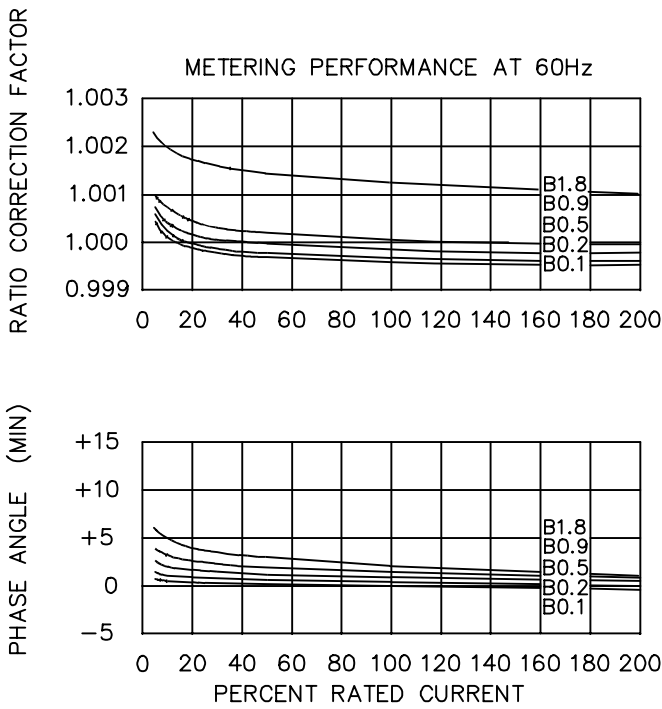 METERING PERFORMANCE AT 60Hz
RATIO CORRECTION FACTOR
1.003
1.002
1.001
1.000
0.999
B1.8
B0.9
B0.5
B0.2
B0.1
0 20 40 60 80 100 120 140 160 180 200
PHASE ANGLE (MIN)
+15
+10
+5
0
-5
B1.8
B0.9
B0.5
B0.2
B0.1
0 20 40 60 80 100 120 140 160 180 200
PERCENT RATED CURRENT